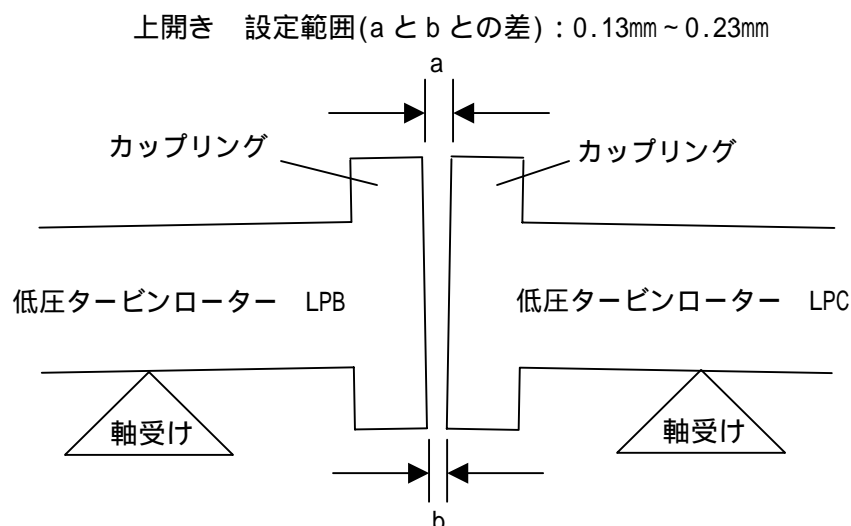 上開き　設定範囲(aとbとの差)：0.13㎜～0.23㎜
a
カップリング
カップリング
低圧タービンローター　LPB
低圧タービンローター　LPC
軸受け
軸受け
b